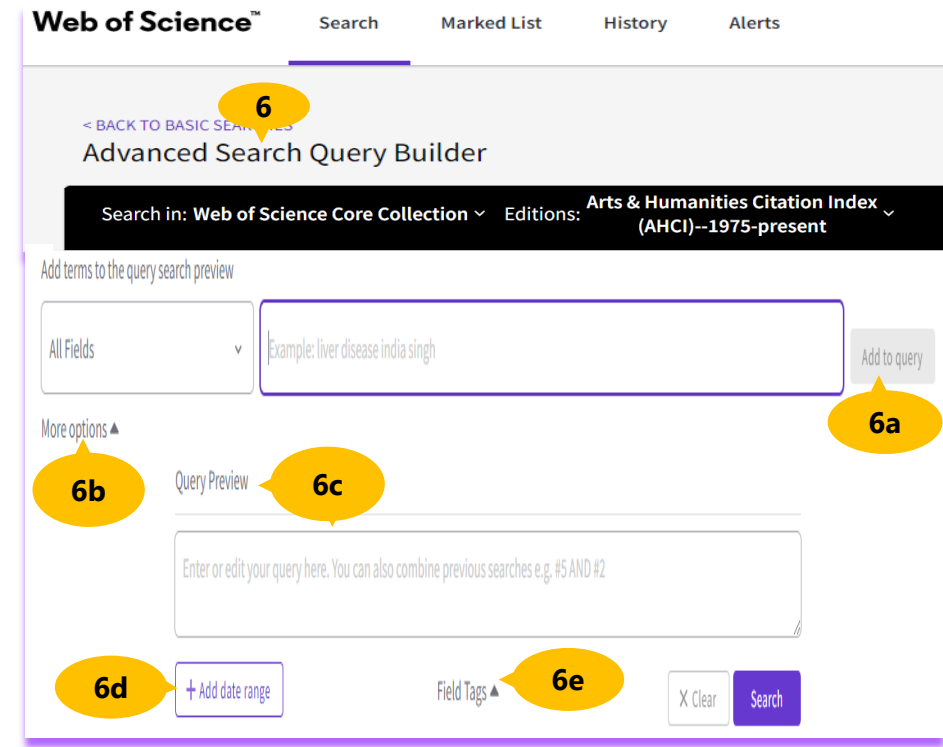 Web of Science™ Search Marked List History Alerts
6
< BACK TO BASIC SEARCHES
Advanced Search Query Builder
Search in: Web of Science Core Collection Editions: Arts & Humanities Citation Index
(AHCI)--1975-present
Add terms to the query search preview
All Fields Example: liver disease india singh Add to query
6a
More options ▲
6b
Query Preview 6c
Enter or edit your query here. You can also combine previous searches e.g. #5 AND #2
6d + Add date range Field Tags ▲ 6e X Clear Search